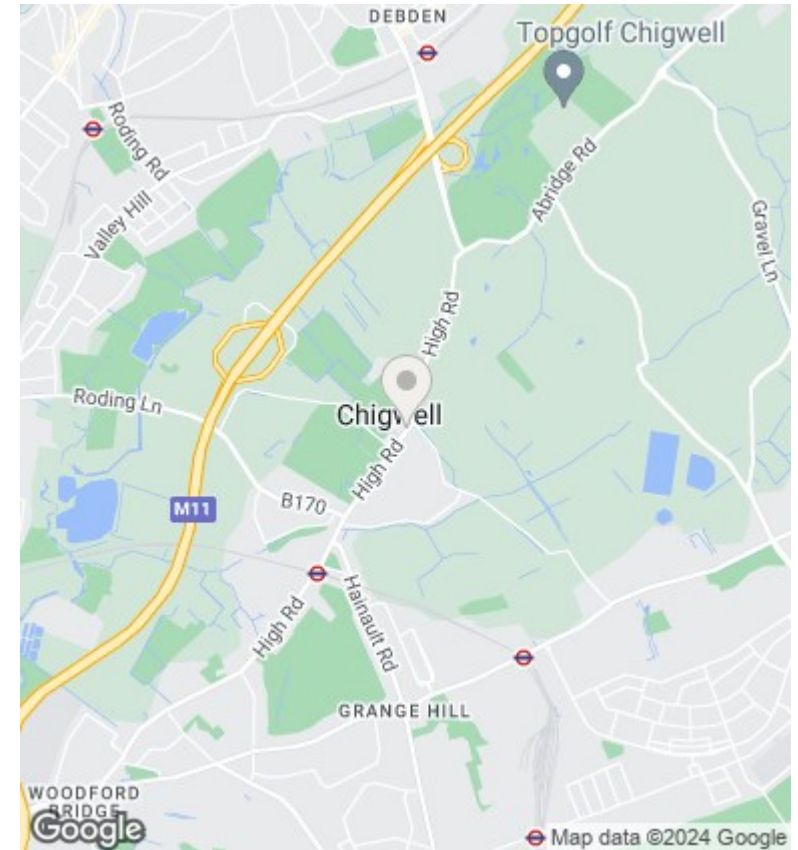 DEBDEN
Topgolf Chigwell
Roding Rd
Abridge Rd
Valley Hill
Gravel Ln
High Rd
Chigwell
Roding Ln
High Rd
M11
B170
Hainault Rd
High Rd
GRANGE HILL
WOODFORD
BRIDGE
Google
Map data ©2024 Google